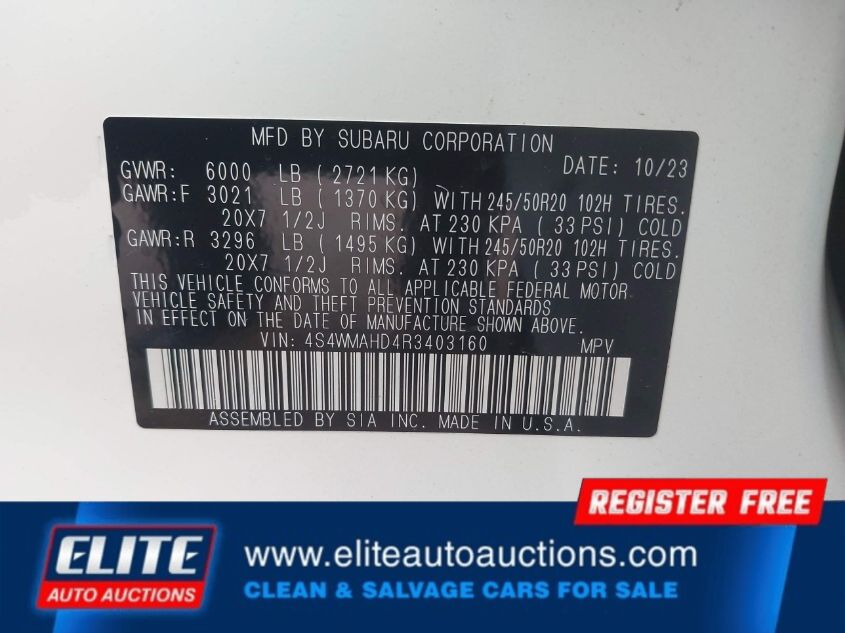 MFD BY SUBARU CORPORATION
DATE: 10/23
GVWR: 6000 LB ( 2721 KG)
GAWR:F 3021 LB ( 1370 KG) WITH 245/50R20 102H TIRES.
20X7 1/2J RIMS. AT 230 KPA ( 33 PSI) COLD
GAWR:R 3296 LB ( 1495 KG) WITH 245/50R20 102H TIRES.
20X7 1/2J RIMS. AT 230 KPA ( 33 PSI) COLD
THIS VEHICLE CONFORMS TO ALL APPLICABLE FEDERAL MOTOR
VEHICLE SAFETY AND THEFT PREVENTION STANDARDS
IN EFFECT ON THE DATE OF MANUFACTURE SHOWN ABOVE.
VIN: 4S4WMAHD4R3403160 MPV
ASSEMBLED BY SIA INC. MADE IN U.S.A.
REGISTER FREE
ELITE
AUTO AUCTIONS
www.eliteautoauctions.com
CLEAN & SALVAGE CARS FOR SALE